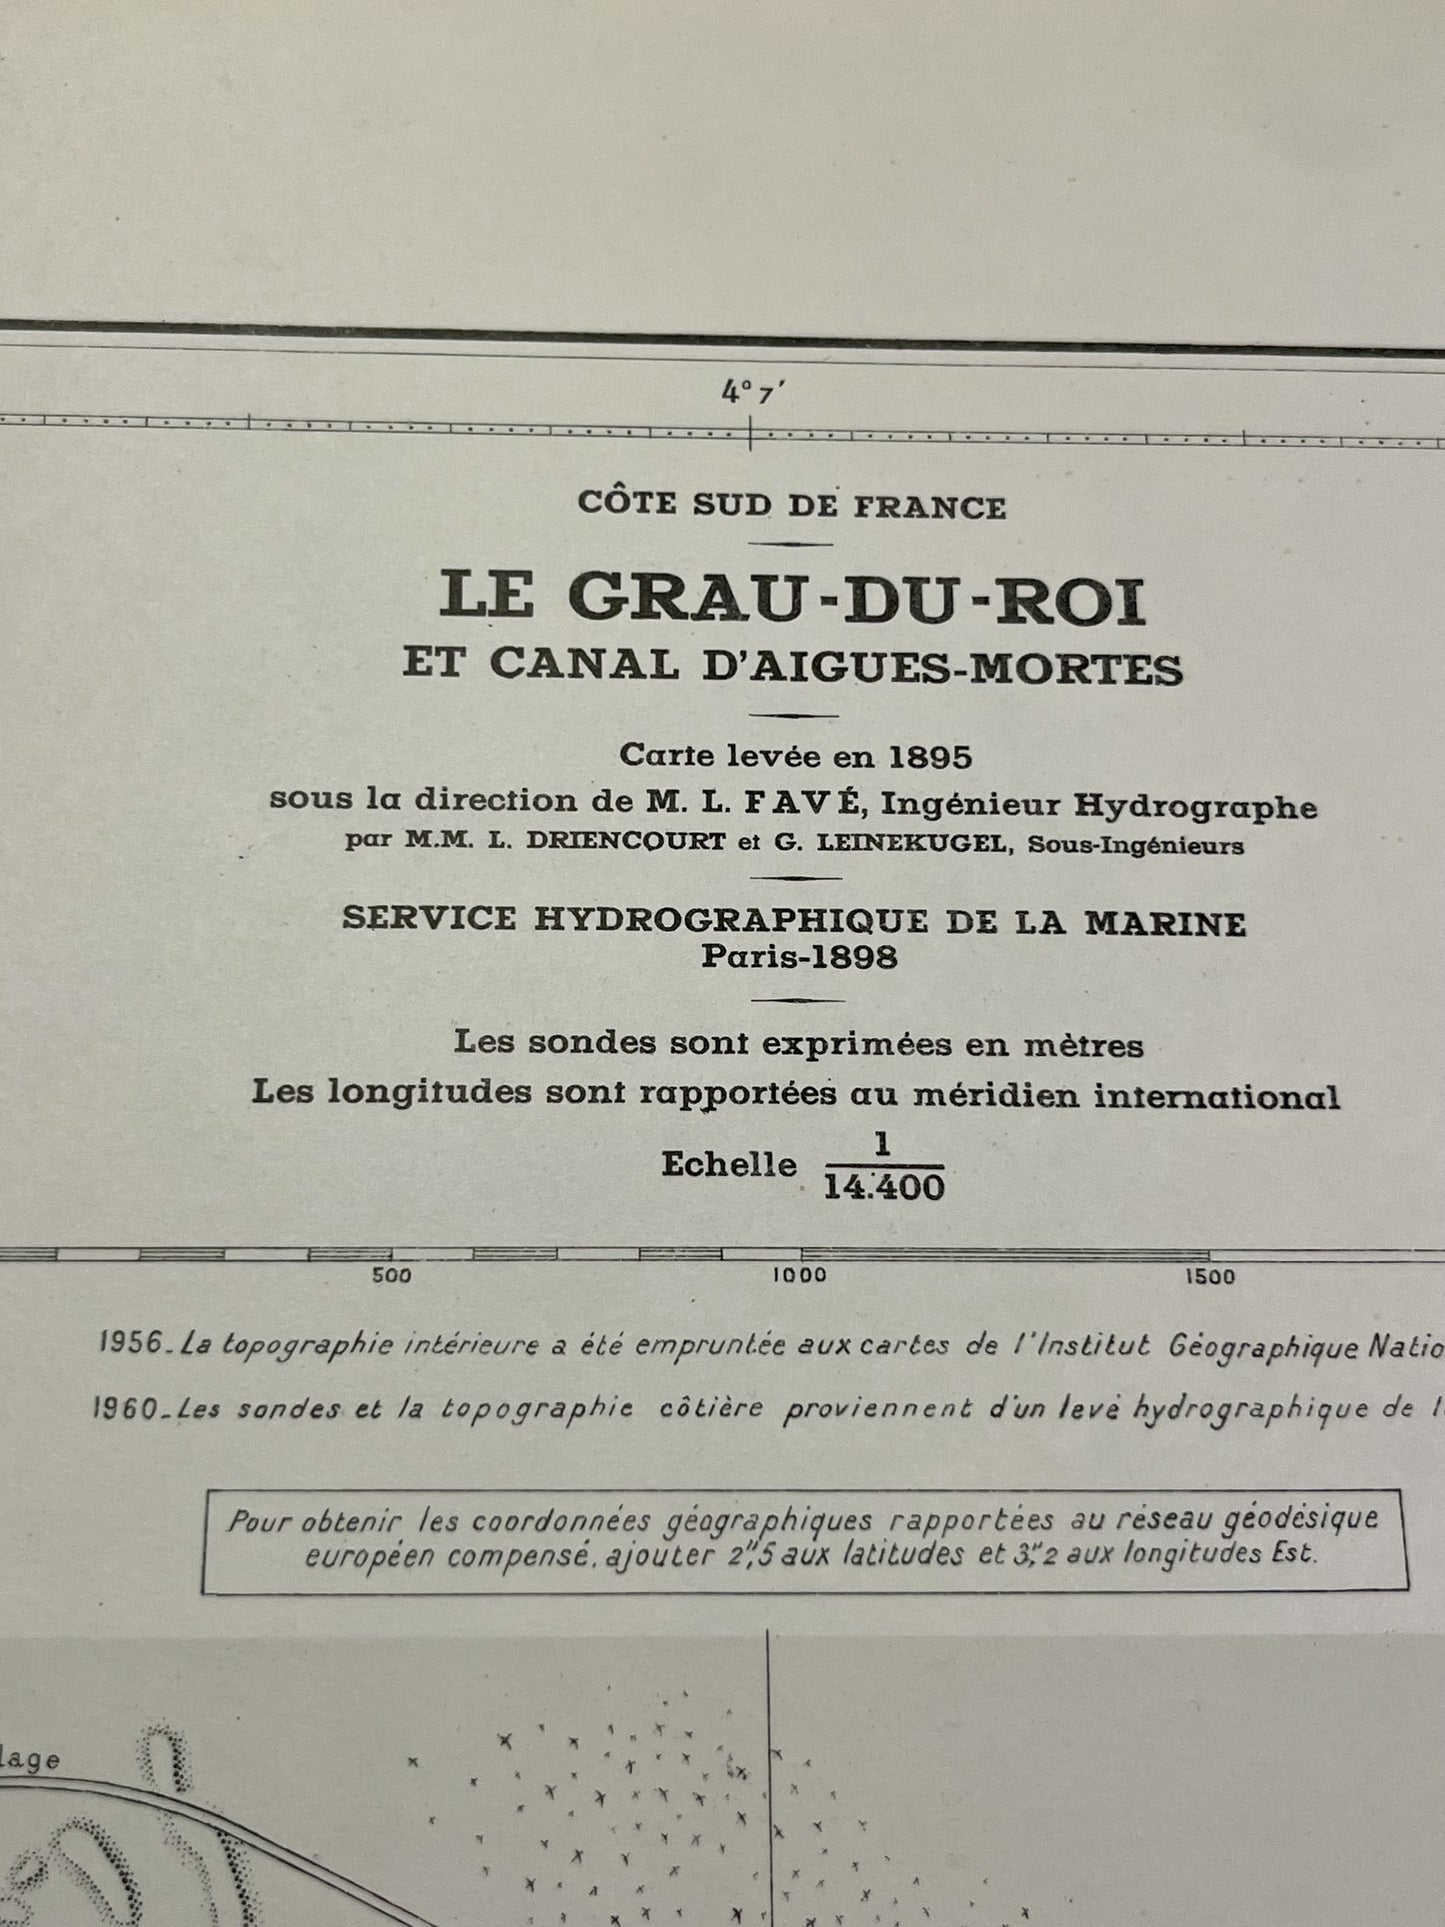 4° 7'
CÔTE SUD DE FRANCE
LE GRAU-DU-ROI
ET CANAL D'AIGUES-MORTES
Carte levée en 1895
sous la direction de M. L. FAVÉ, Ingénieur Hydrographe
par M.M. L. DRIENCOURT et G. LEINEKUGEL, Sous-Ingénieurs
SERVICE HYDROGRAPHIQUE DE LA MARINE
Paris-1898
Les sondes sont exprimées en mètres
Les longitudes sont rapportées au méridien international
Echelle 1
14.400
500 1000 1500
1956_La topographie intérieure a été empruntée aux cartes de l'Institut Géographique Natio
1960_Les sondes et la topographie côtière proviennent d'un levé hydrographique de
Pour obtenir les coordonnées géographiques rapportées au réseau géodésique
européen compensé, ajouter 2",5 aux latitudes et 3",2 aux longitudes Est.
lage